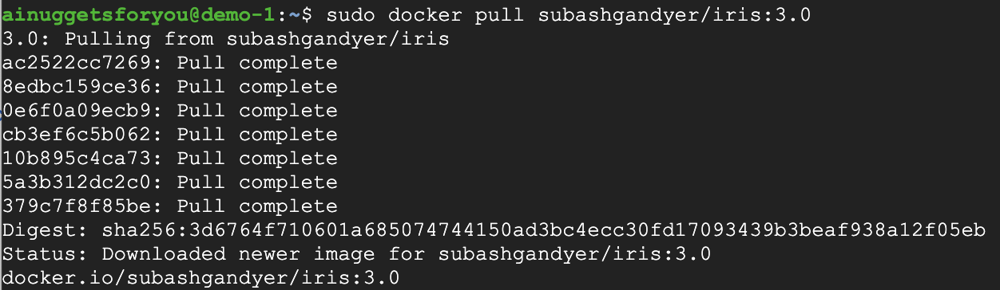 ainuggetsforyou@demo-1:~$ sudo docker pull subashgandyer/iris:3.0
3.0: Pulling from subashgandyer/iris
ac2522cc7269: Pull complete
8edbc159ce36: Pull complete
0e6f0a09ecb9: Pull complete
cb3ef6c5b062: Pull complete
10b895c4ca73: Pull complete
5a3b312dc2c0: Pull complete
379c7f8f85be: Pull complete
Digest: sha256:3d6764f710601a685074744150ad3bc4ecc30fd17093439b3beaf938a12f05eb
Status: Downloaded newer image for subashgandyer/iris:3.0
docker.io/subashgandyer/iris:3.0